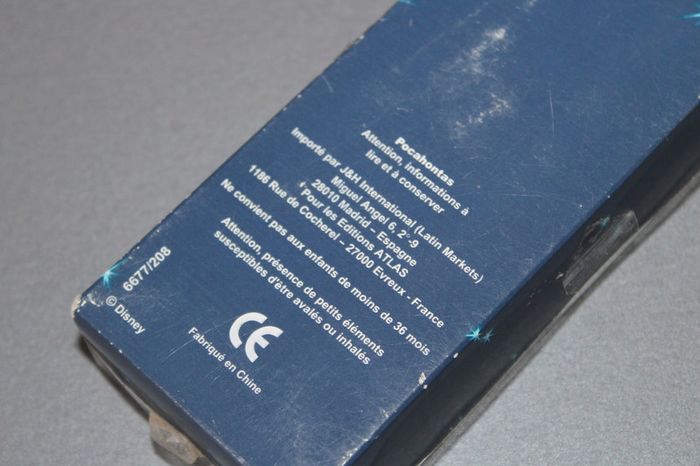 Pocahontas
Attention, informations à
lire et à conserver
Importé par J&H International (Latin Markets)
Miguel Angel 6, 2°-9
28010 Madrid – Espagne
Pour les Editions ATLAS
1186 Rue de Cocherel – 27000 Evreux - France
Ne convient pas aux enfants de moins de 36 mois
Attention, présence de petits éléments
susceptibles d'être avalés ou inhalés
CE
Fabriqué en Chine
6677/208
© Disney